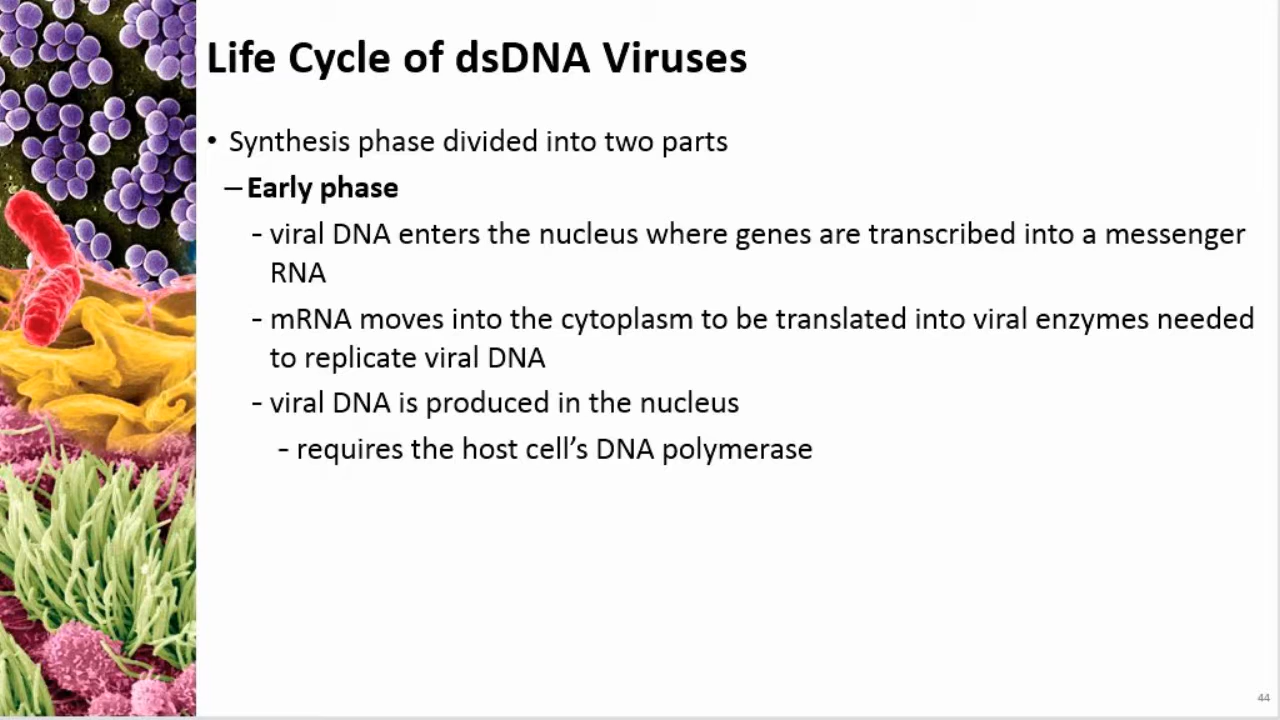 Life Cycle of dsDNA Viruses
• Synthesis phase divided into two parts
– Early phase
- viral DNA enters the nucleus where genes are transcribed into a messenger
RNA
- mRNA moves into the cytoplasm to be translated into viral enzymes needed
to replicate viral DNA
- viral DNA is produced in the nucleus
- requires the host cell’s DNA polymerase
44